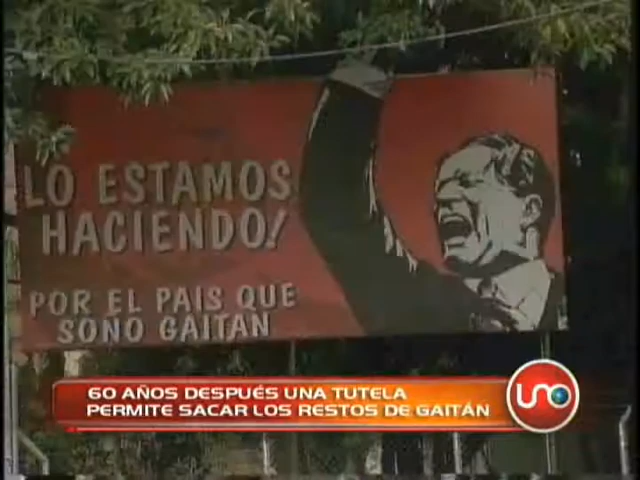 LO ESTAMOS
HACIENDO!
POR EL PAIS QUE
SONO GAITAN
60 AÑOS DESPUÉS UNA TUTELA
PERMITE SACAR LOS RESTOS DE GAITÁN
UNO